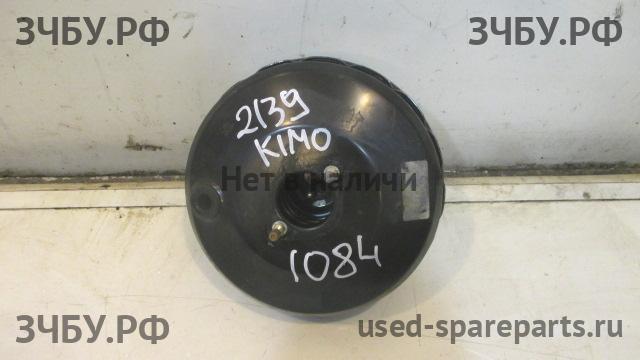 ЗЧБУ.РФ
ЗЧБУ.РФ
2139
KIMO
Нет в наличи
1084
ЗЧБУ.РФ
used-spareparts.ru